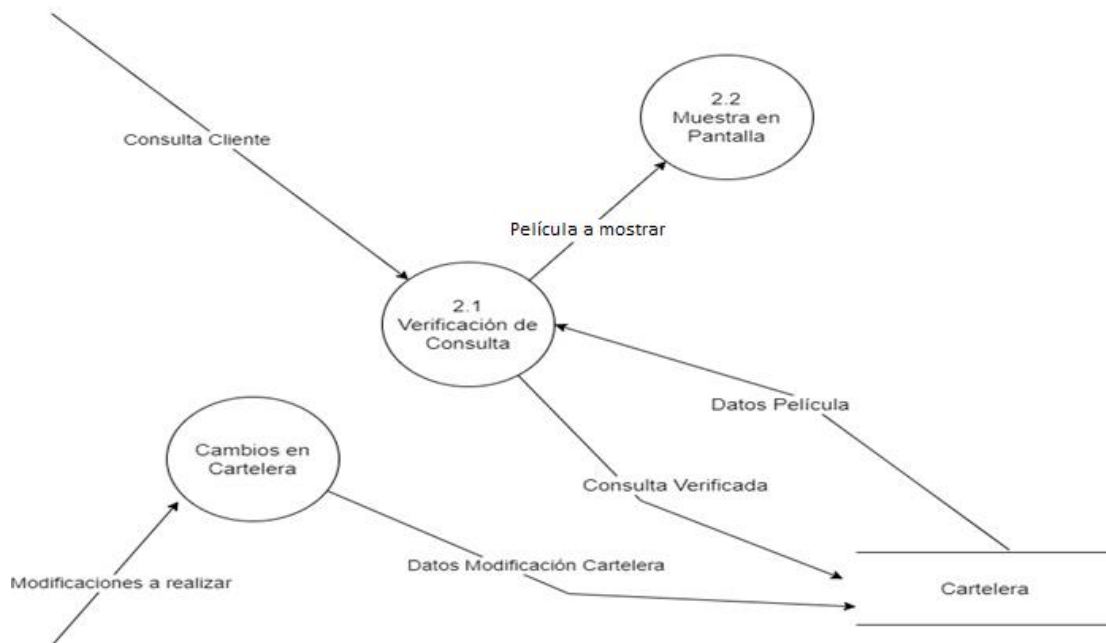 2.2
Muestra en
Pantalla
Consulta Cliente
Película a mostrar
2.1
Verificación de
Consulta
Datos Película
Cambios en
Cartelera
Consulta Verificada
Datos Modificación Cartelera
Modificaciones a realizar
Cartelera